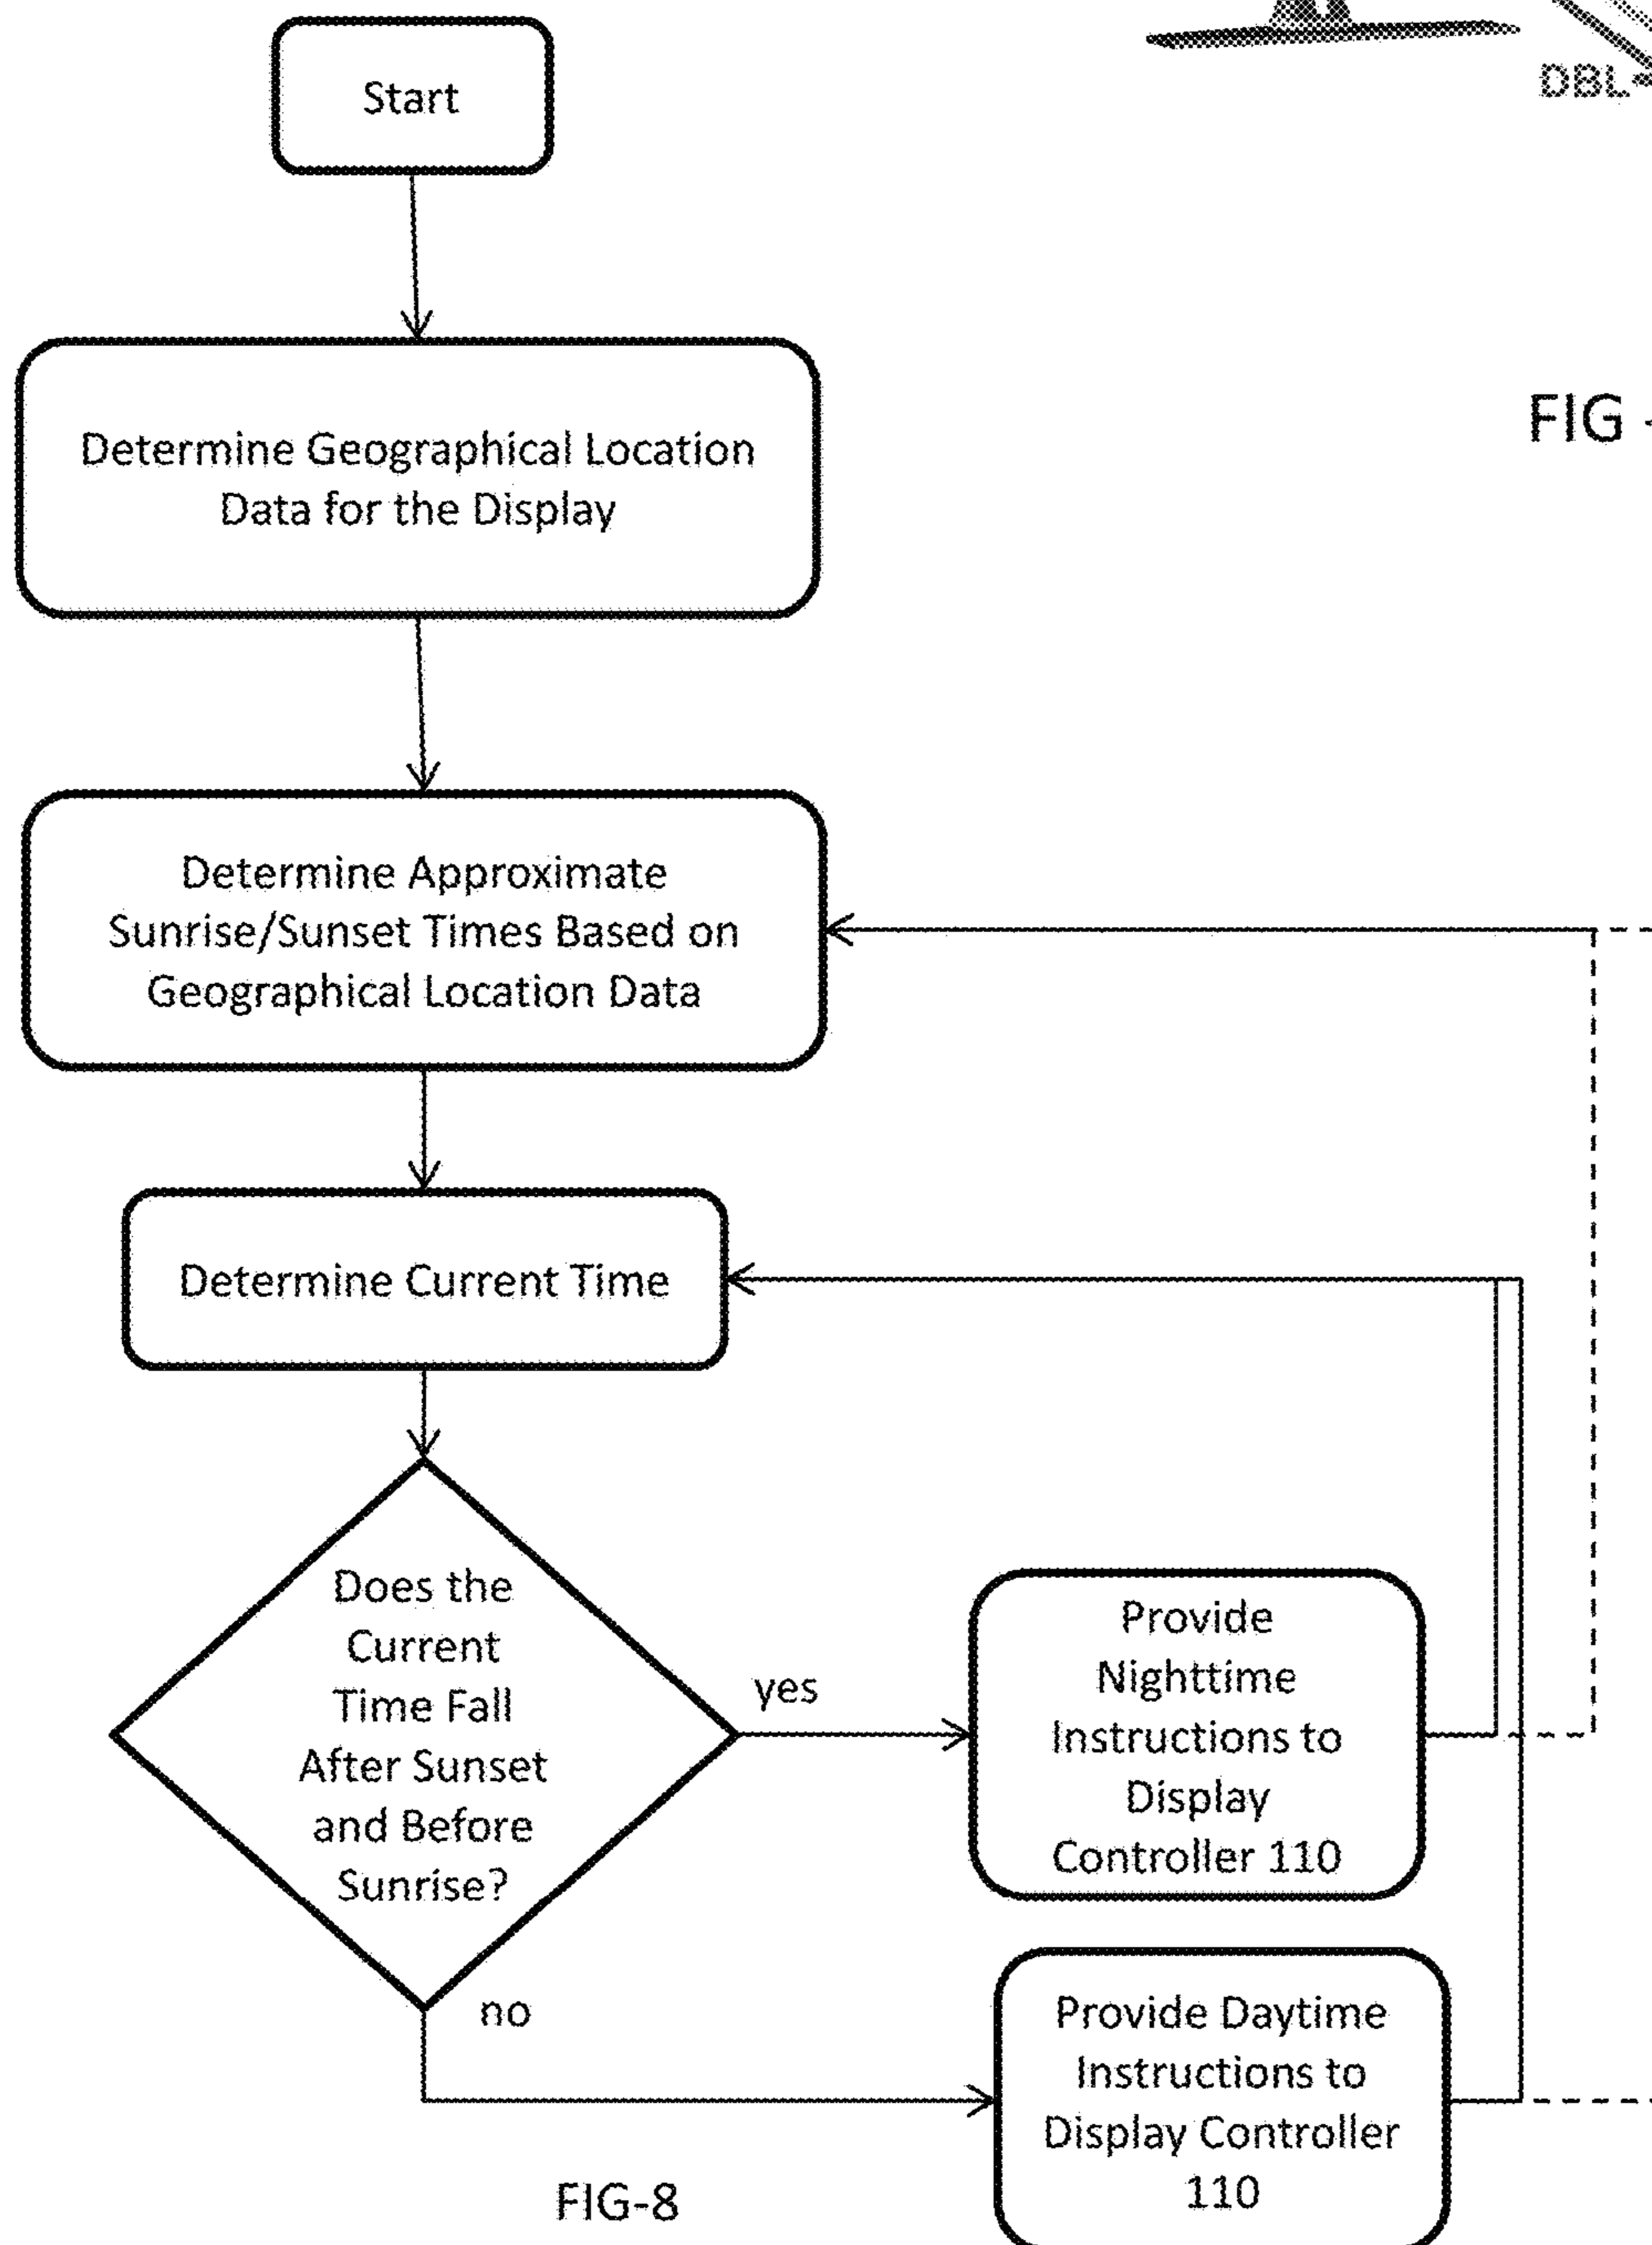 DBL
FIG -
Start
Determine Geographical Location
Data for the Display
Determine Approximate
Sunrise/Sunset Times Based on
Geographical Location Data
Determine Current Time
Does the
Current
Time Fall
After Sunset
and Before
Sunrise?
yes
Provide
Nighttime
Instructions to
Display
Controller 110
no
Provide Daytime
Instructions to
Display Controller
110
FIG-8